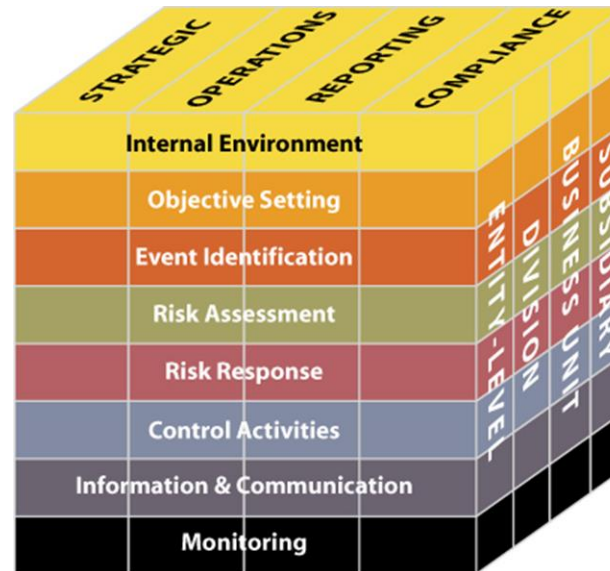 STRATEGIC
OPERATIONS
REPORTING
COMPLIANCE
Internal Environment
Objective Setting
Event Identification
Risk Assessment
Risk Response
Control Activities
Information & Communication
Monitoring
ENTITY-LEVEL
DIVISION
BUSINESS UNIT
SUBSIDIARY